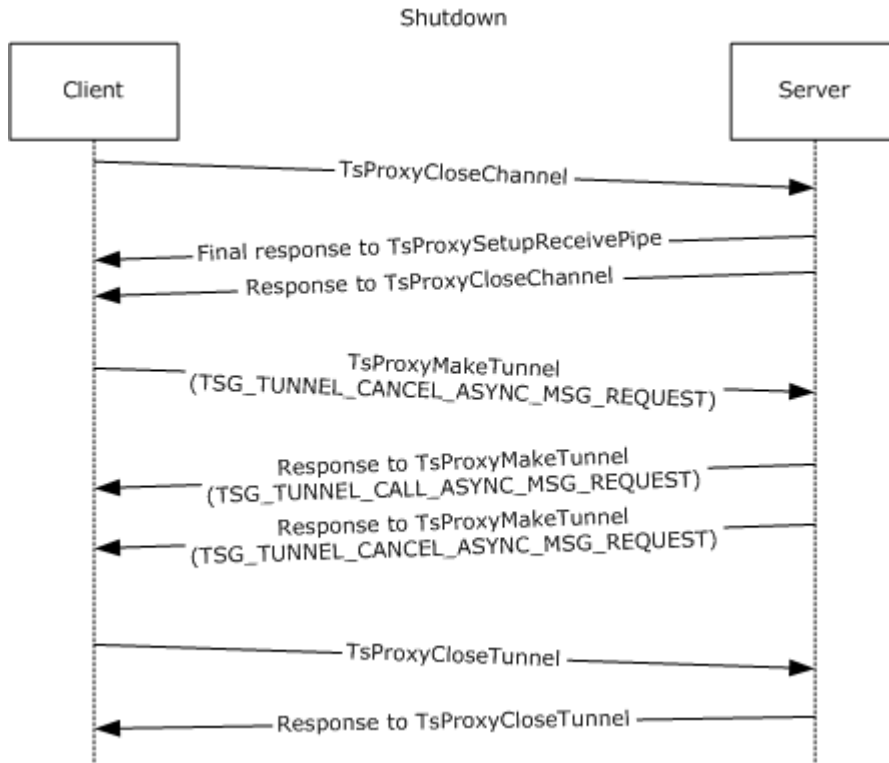 Shutdown
Client
Server
TsProxyCloseChannel
Final response to TsProxySetupReceivePipe
Response to TsProxyCloseChannel
TsProxyMakeTunnel
(TSG_TUNNEL_CANCEL_ASYNC_MSG_REQUEST)
Response to TsProxyMakeTunnel
(TSG_TUNNEL_CALL_ASYNC_MSG_REQUEST)
Response to TsProxyMakeTunnel
(TSG_TUNNEL_CANCEL_ASYNC_MSG_REQUEST)
TsProxyCloseTunnel
Response to TsProxyCloseTunnel